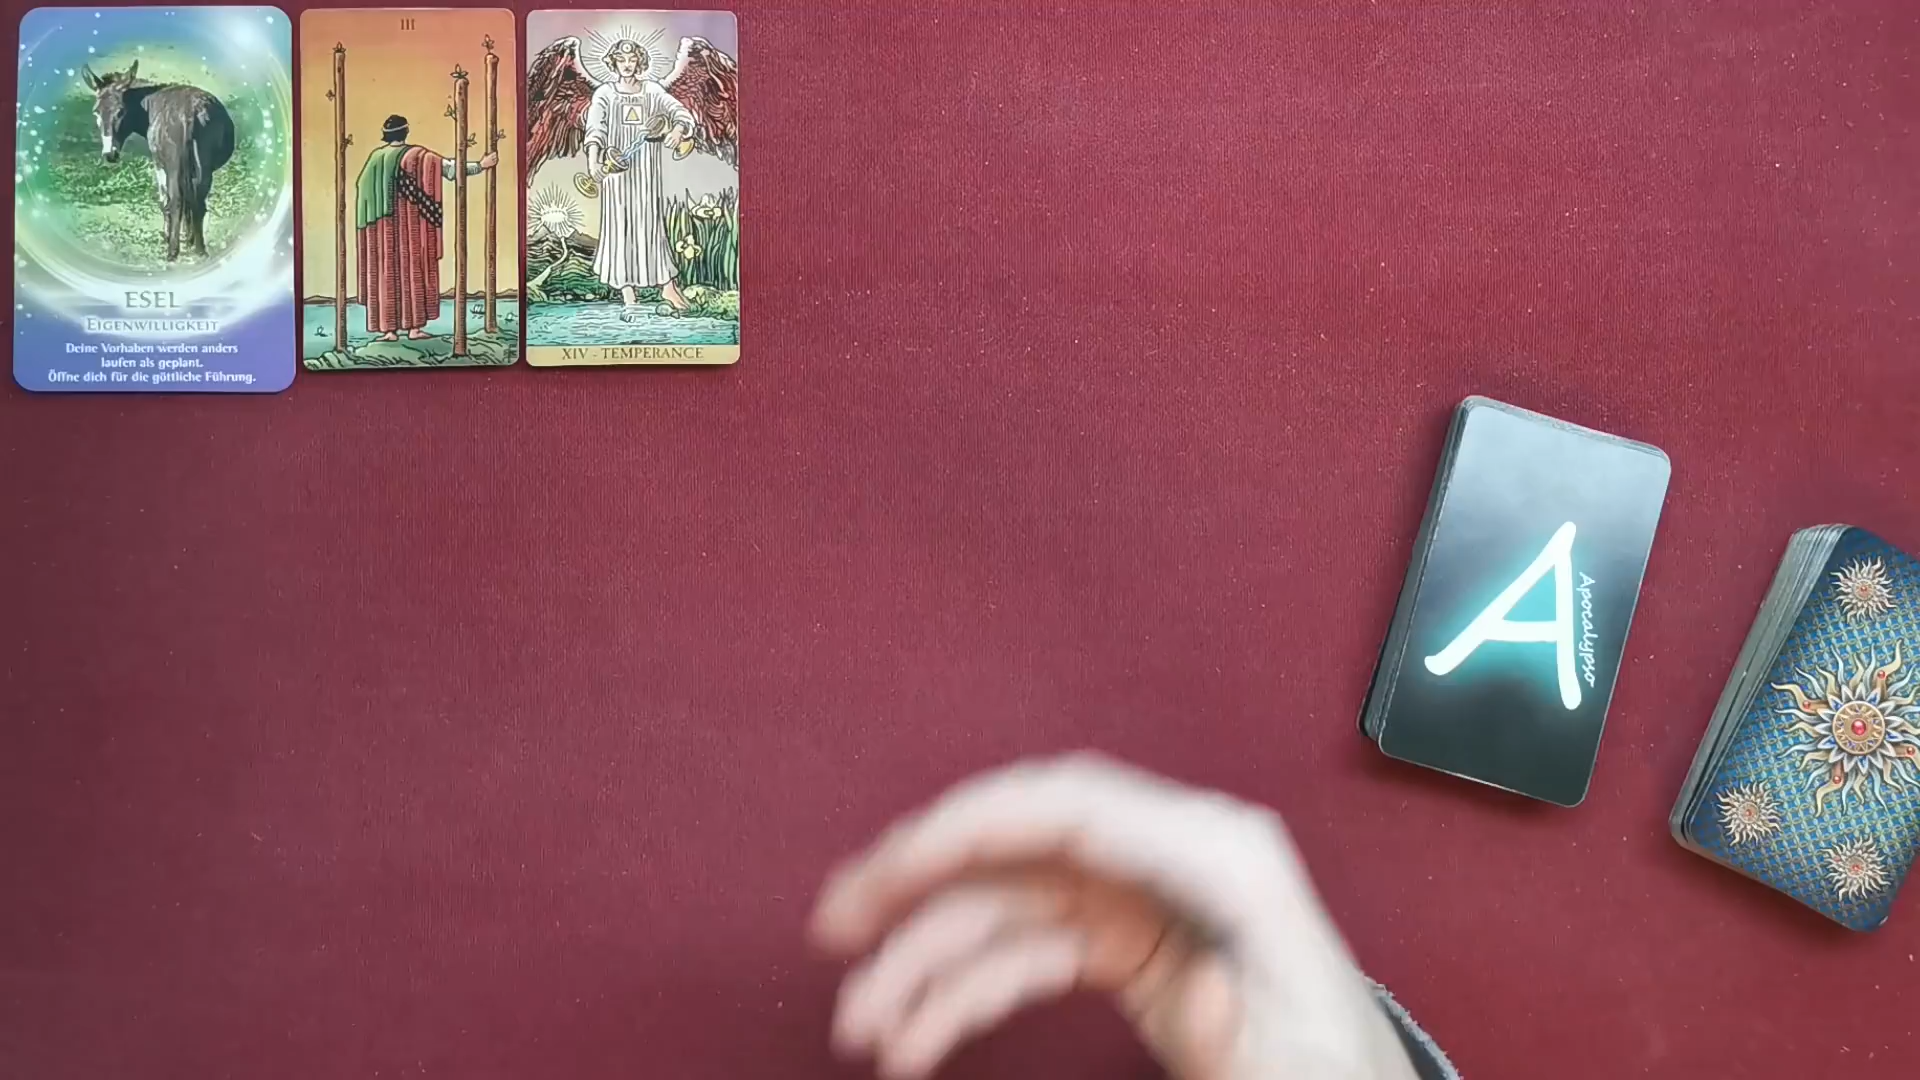 ESEL
EIGENWILLIGKEIT
Deine Vorhaben werden anders
laufen als geplant.
Öffne dich für die göttliche Führung.
III
XIV - TEMPERANCE
A
Apocalypso